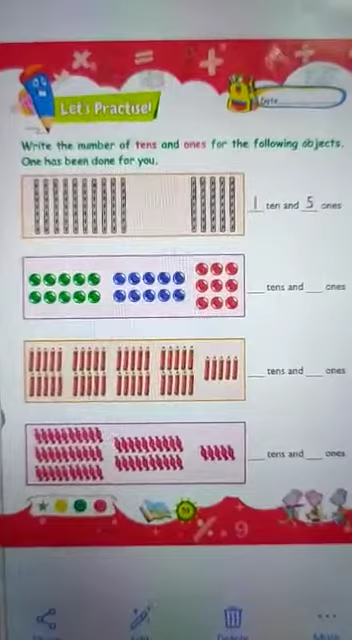 Let's Practise!
Date
Write the number of tens and ones for the following objects.
One has been done for you.
1 ten and 5 ones
tens and ones
tens and ones
tens and ones
9